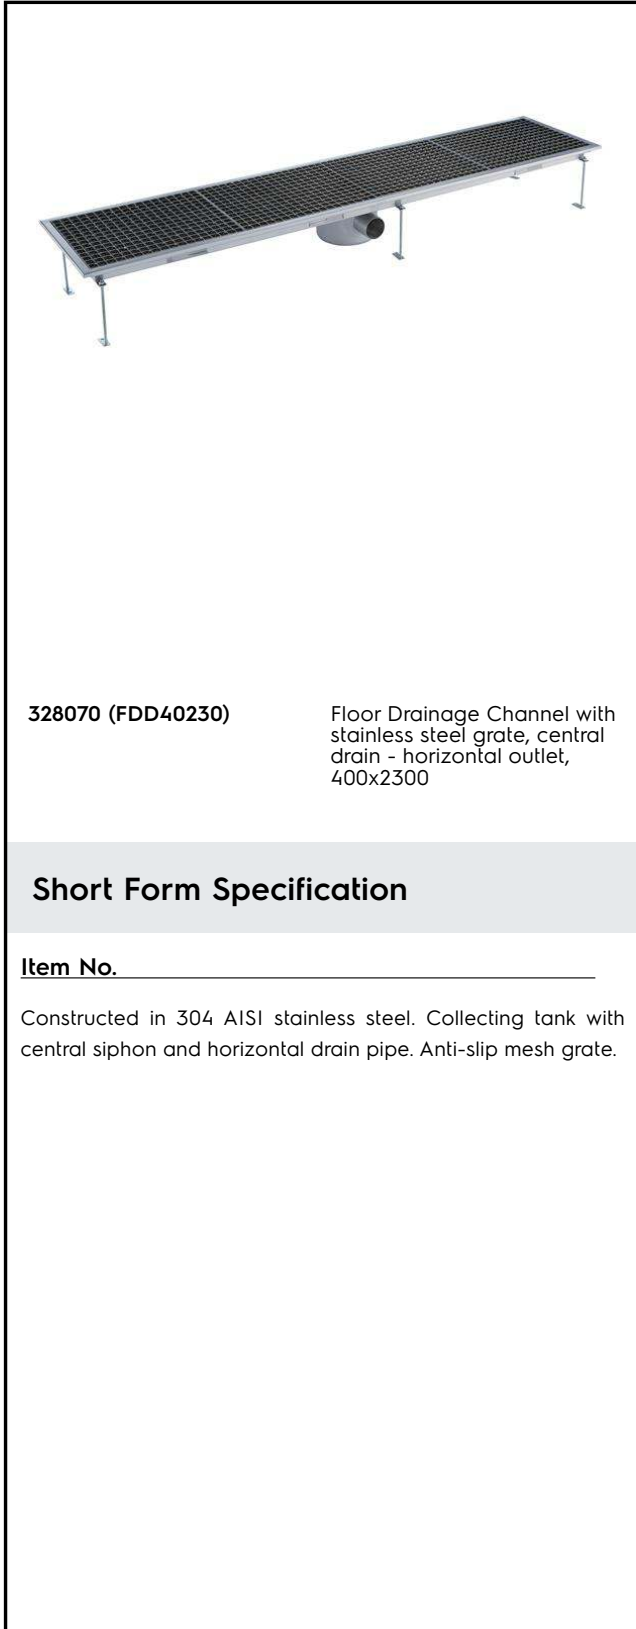 328070 (FDD40230)
Floor Drainage Channel with
stainless steel grate, central
drain - horizontal outlet,
400x2300
Short Form Specification
Item No.
Constructed in 304 AISI stainless steel. Collecting tank with
central siphon and horizontal drain pipe. Anti-slip mesh grate.